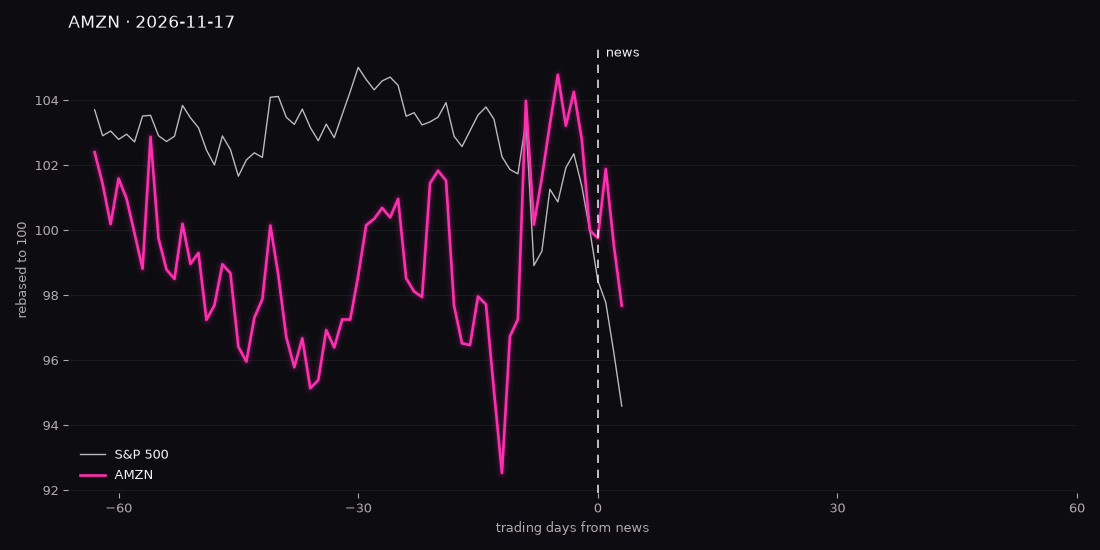 AMZN · 2026-11-17
news
104
102
100
98
96
94
92
rebased to 100
S&P 500
AMZN
−60
−30
0
30
60
trading days from news